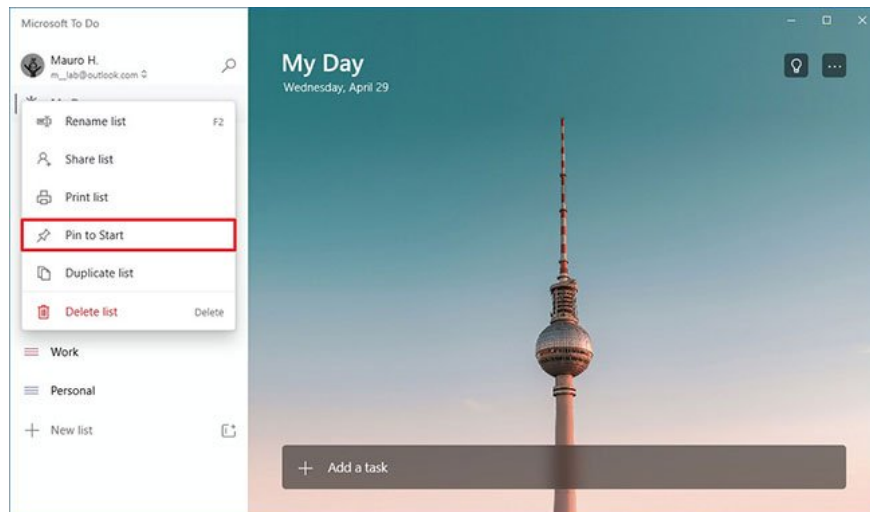 Microsoft To Do
Mauro H.
m__lab@outlook.com
Rename list F2
Share list
Print list
Pin to Start
Duplicate list
Delete list Delete
Work
Personal
New list
My Day
Wednesday, April 29
Add a task